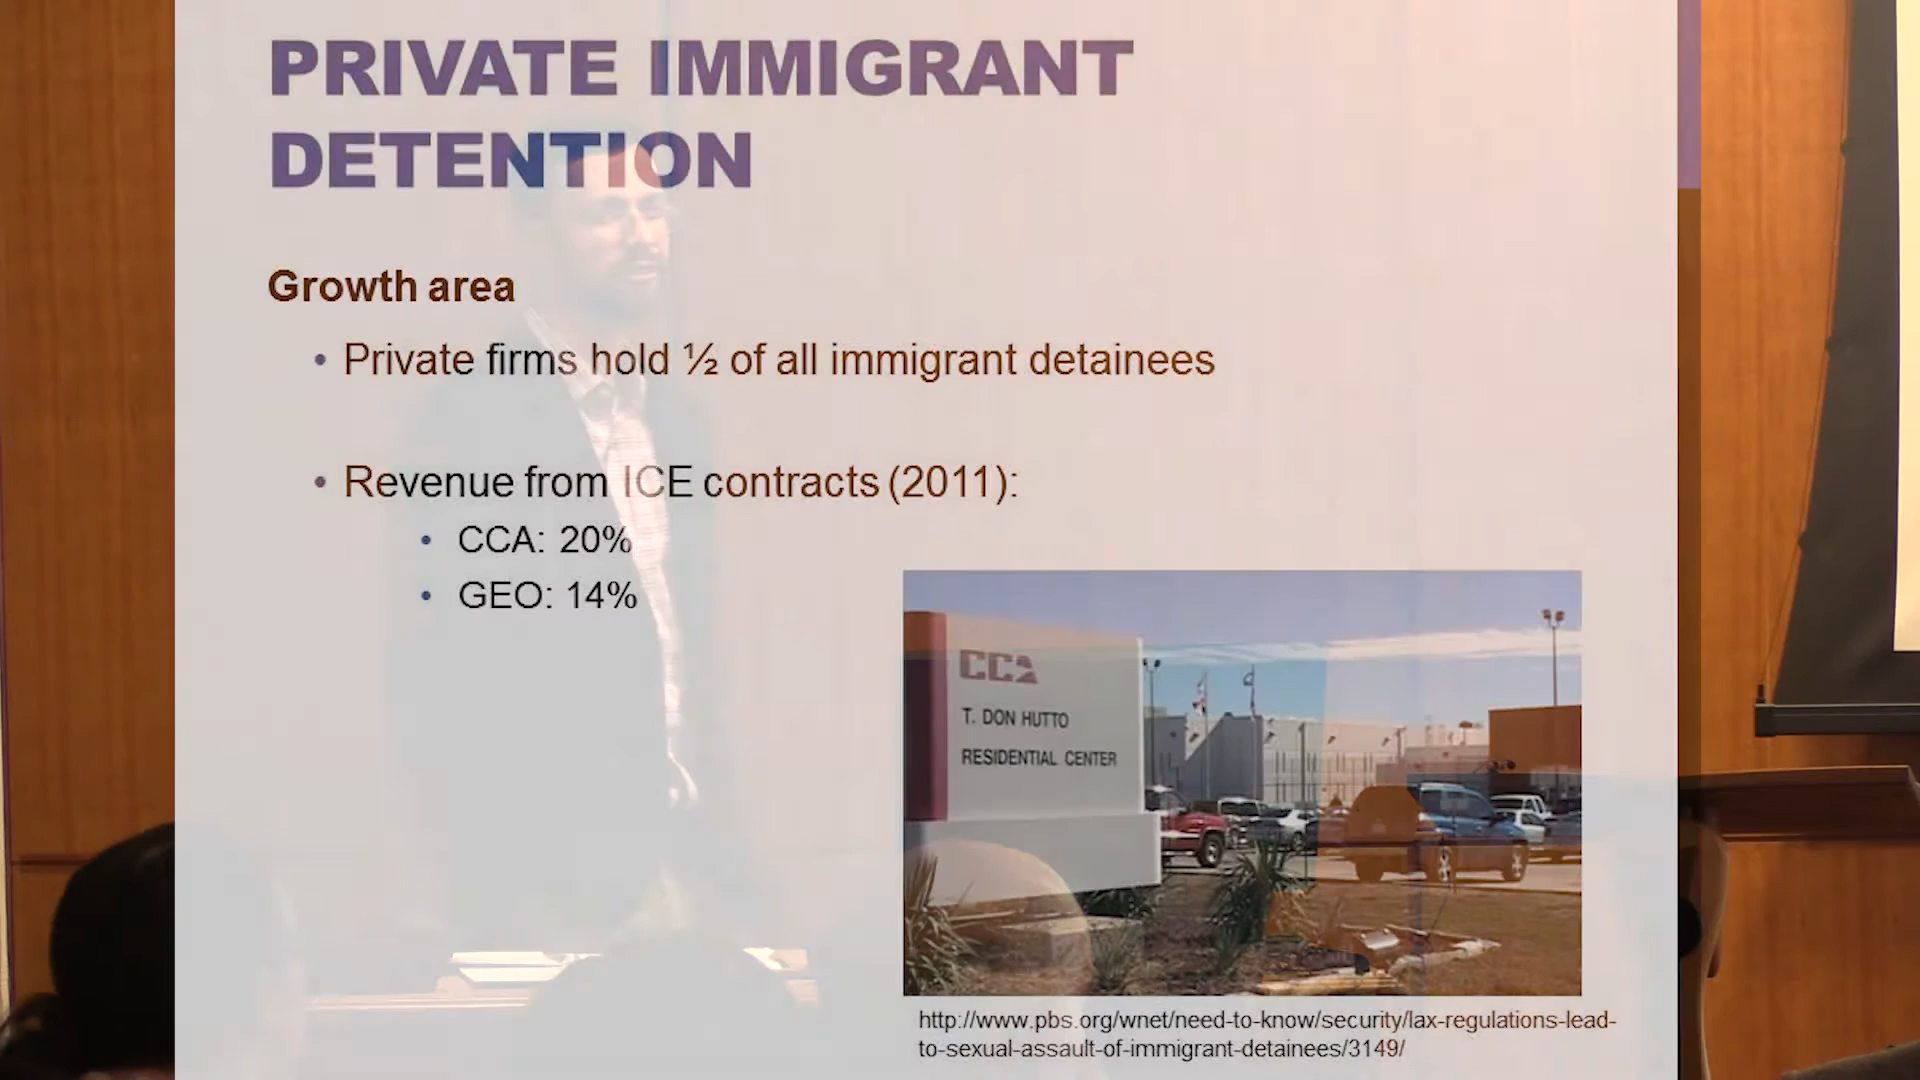 PRIVATE IMMIGRANT
DETENTION
Growth area
• Private firms hold ½ of all immigrant detainees
• Revenue from ICE contracts (2011):
• CCA: 20%
• GEO: 14%
CCA
T. DON HUTTO
RESIDENTIAL CENTER
http://www.pbs.org/wnet/need-to-know/security/lax-regulations-lead-
to-sexual-assault-of-immigrant-detainees/3149/